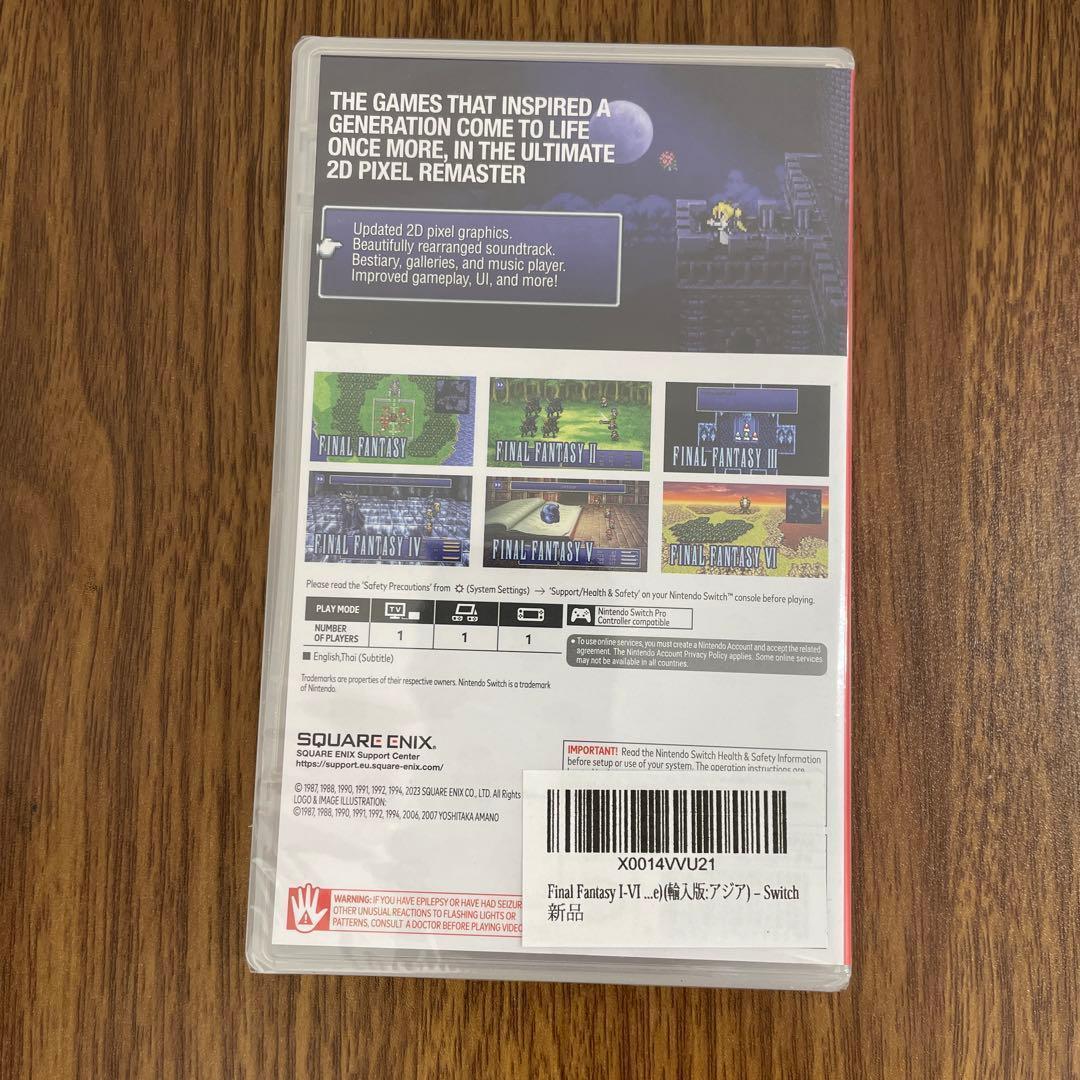 THE GAMES THAT INSPIRED A
GENERATION COME TO LIFE
ONCE MORE, IN THE ULTIMATE
2D PIXEL REMASTER
Updated 2D pixel graphics.
Beautifully rearranged soundtrack.
Bestiary, galleries, and music player.
Improved gameplay, UI, and more!
FINAL FANTASY
FINAL FANTASY II
FINAL FANTASY III
FINAL FANTASY IV
FINAL FANTASY V
FINAL FANTASY VI
Please read the 'Safety Precautions' from (System Settings) → 'Support/Health & Safety' on your Nintendo Switch™ console before playing.
PLAY MODE
TV
NUMBER
OF PLAYERS
1
1
1
Nintendo Switch Pro
Controller compatible
• To use online services, you must create a Nintendo Account and accept the related
agreement. The Nintendo Account Privacy Policy applies. Some online services
may not be available in all countries.
■ English,Thai (Subtitle)
Trademarks are properties of their respective owners. Nintendo Switch is a trademark
of Nintendo.
SQUARE ENIX®
SQUARE ENIX Support Center
https://support.eu.square-enix.com/
IMPORTANT! Read the Nintendo Switch Health & Safety Information
before setup or use of your system. The operation instructions are
© 1987, 1988, 1990, 1991, 1992, 1994, 2023 SQUARE ENIX CO., LTD. All Rights
LOGO & IMAGE ILLUSTRATION:
©1987, 1988, 1990, 1991, 1992, 1994, 2006, 2007 YOSHITAKA AMANO
WARNING: IF YOU HAVE EPILEPSY OR HAVE HAD SEIZUR
OTHER UNUSUAL REACTIONS TO FLASHING LIGHTS OR
PATTERNS, CONSULT A DOCTOR BEFORE PLAYING VIDEO
X0014VVU21
Final Fantasy I-VI ...e)(輸入版:アジア) – Switch
新品